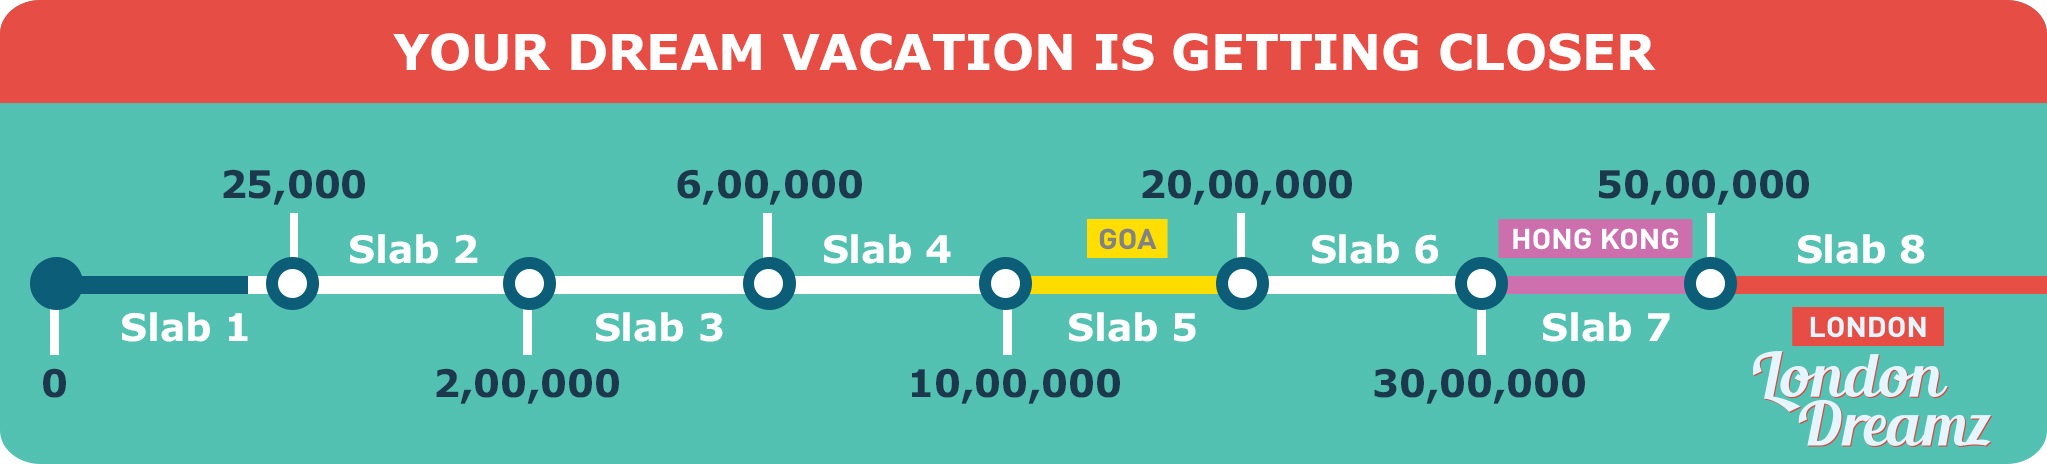 YOUR DREAM VACATION IS GETTING CLOSER
25,000
6,00,000
20,00,000
50,00,000
GOA
HONG KONG
Slab 2
Slab 4
Slab 6
Slab 8
Slab 1
Slab 3
Slab 5
Slab 7
LONDON
0
2,00,000
10,00,000
30,00,000
London
Dreamz